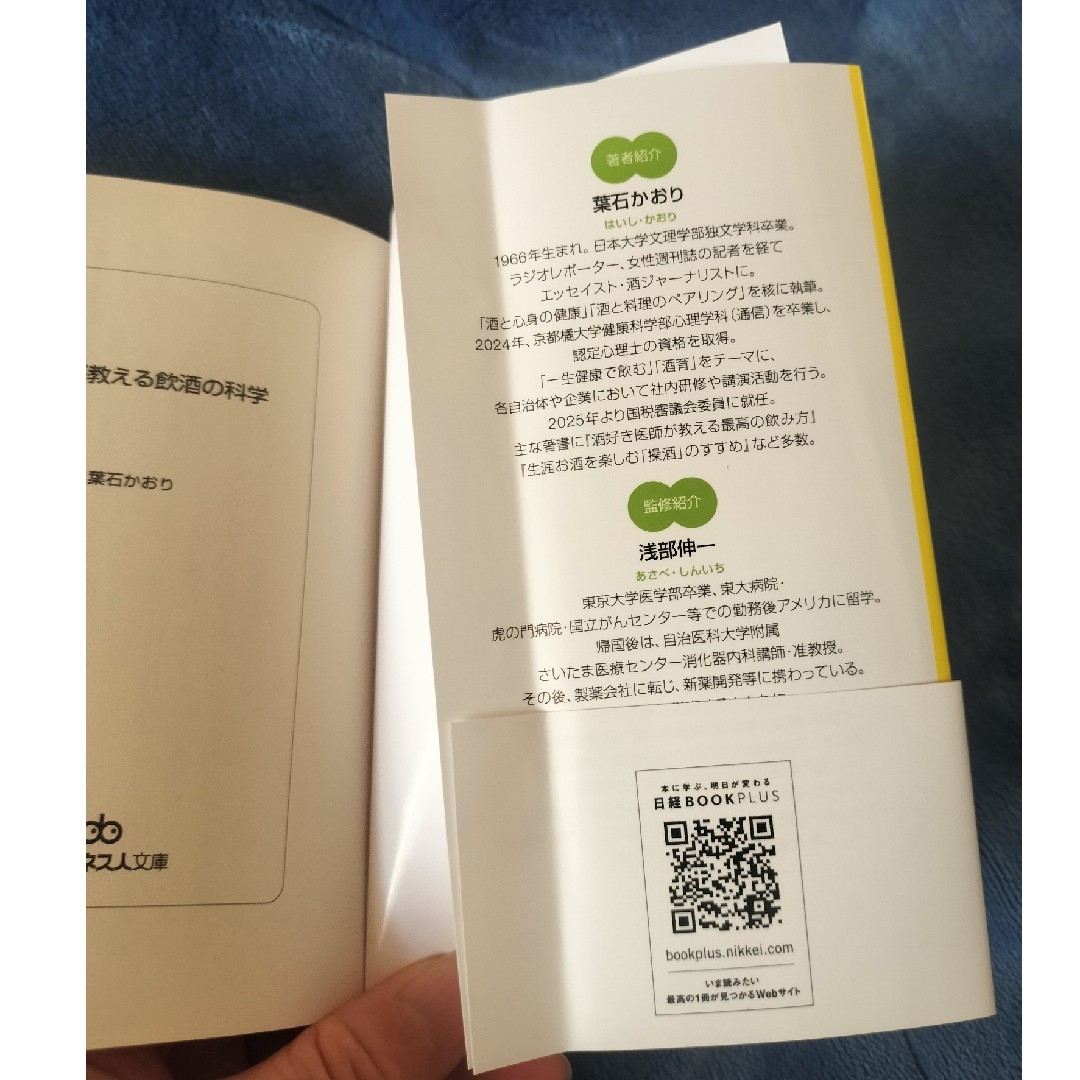 教える飲酒の科学
葉石かおり
ネス人文庫
著者紹介
葉石かおり
はいし・かおり
1966年生まれ。日本大学文理学部独文学科卒業。
ラジオレポーター、女性週刊誌の記者を経て
エッセイスト・酒ジャーナリストに。
「酒と心身の健康」「酒と料理のペアリング」を核に執筆。
2024年、京都橘大学健康科学部心理学科（通信）を卒業し、
認定心理士の資格を取得。
「一生健康で飲む」「酒育」をテーマに、
各自治体や企業において社内研修や講演活動を行う。
2025年より国税審議会委員に就任。
主な著書に『酒好き医師が教える最高の飲み方』
『生涯お酒を楽しむ「操酒」のすすめ』など多数。
監修紹介
浅部伸一
あさべ・しんいち
東京大学医学部卒業、東大病院・
虎の門病院・国立がんセンター等での勤務後アメリカに留学。
帰国後は、自治医科大学附属
さいたま医療センター消化器内科講師・准教授。
その後、製薬会社に転じ、新薬開発等に携わっている。
本に学ぶ、明日が変わる
日経BOOKPLUS
bookplus.nikkei.com
いま読みたい
最高の1冊が見つかるWebサイト